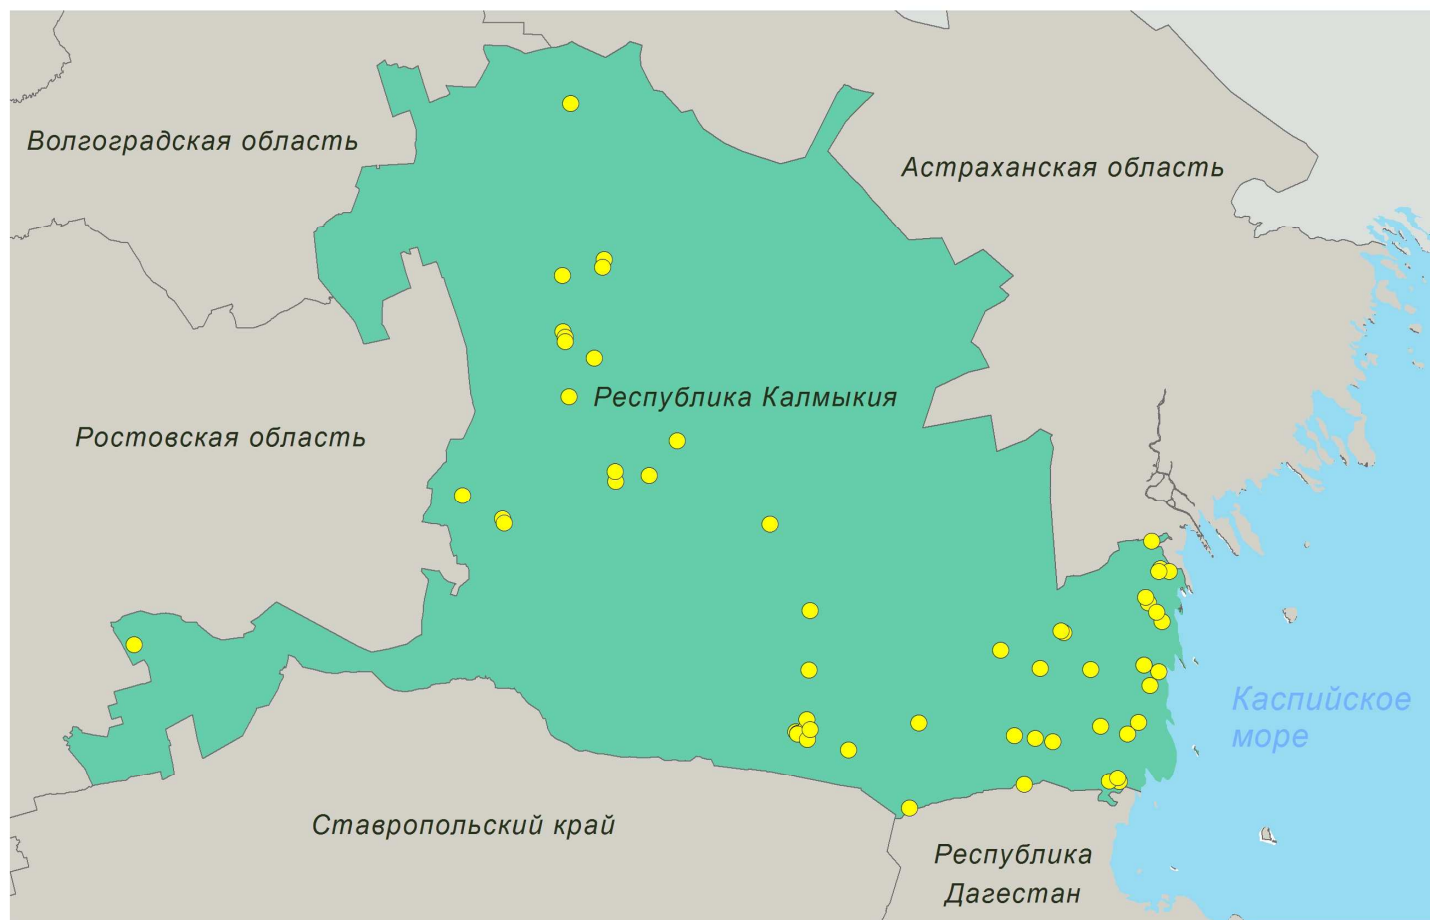 Волгоградская область
Астраханская область
Республика Калмыкия
Ростовская область
Каспийское
море
Ставропольский край
Республика
Дагестан